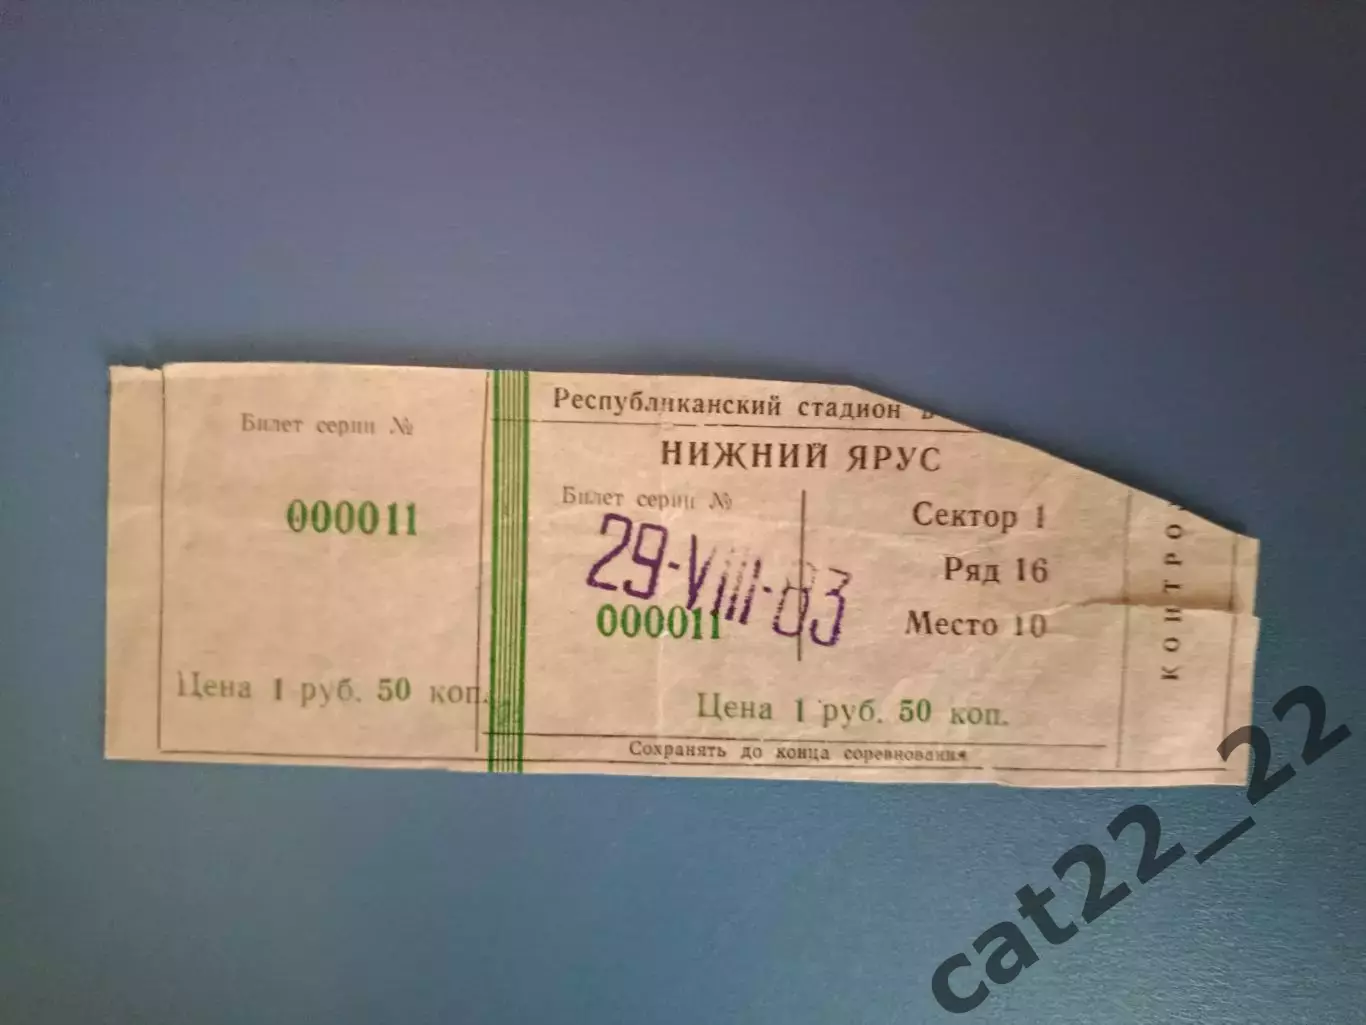 Билет серии №
000011
Цена 1 руб. 50 коп.
Республиканский стадион в
НИЖНИЙ ЯРУС
Билет серии №
29-VIII-83
000011
Сектор 1
Ряд 16
Место 10
Цена 1 руб. 50 коп.
Сохранять до конца соревнования
КОНТРО
cat22_22